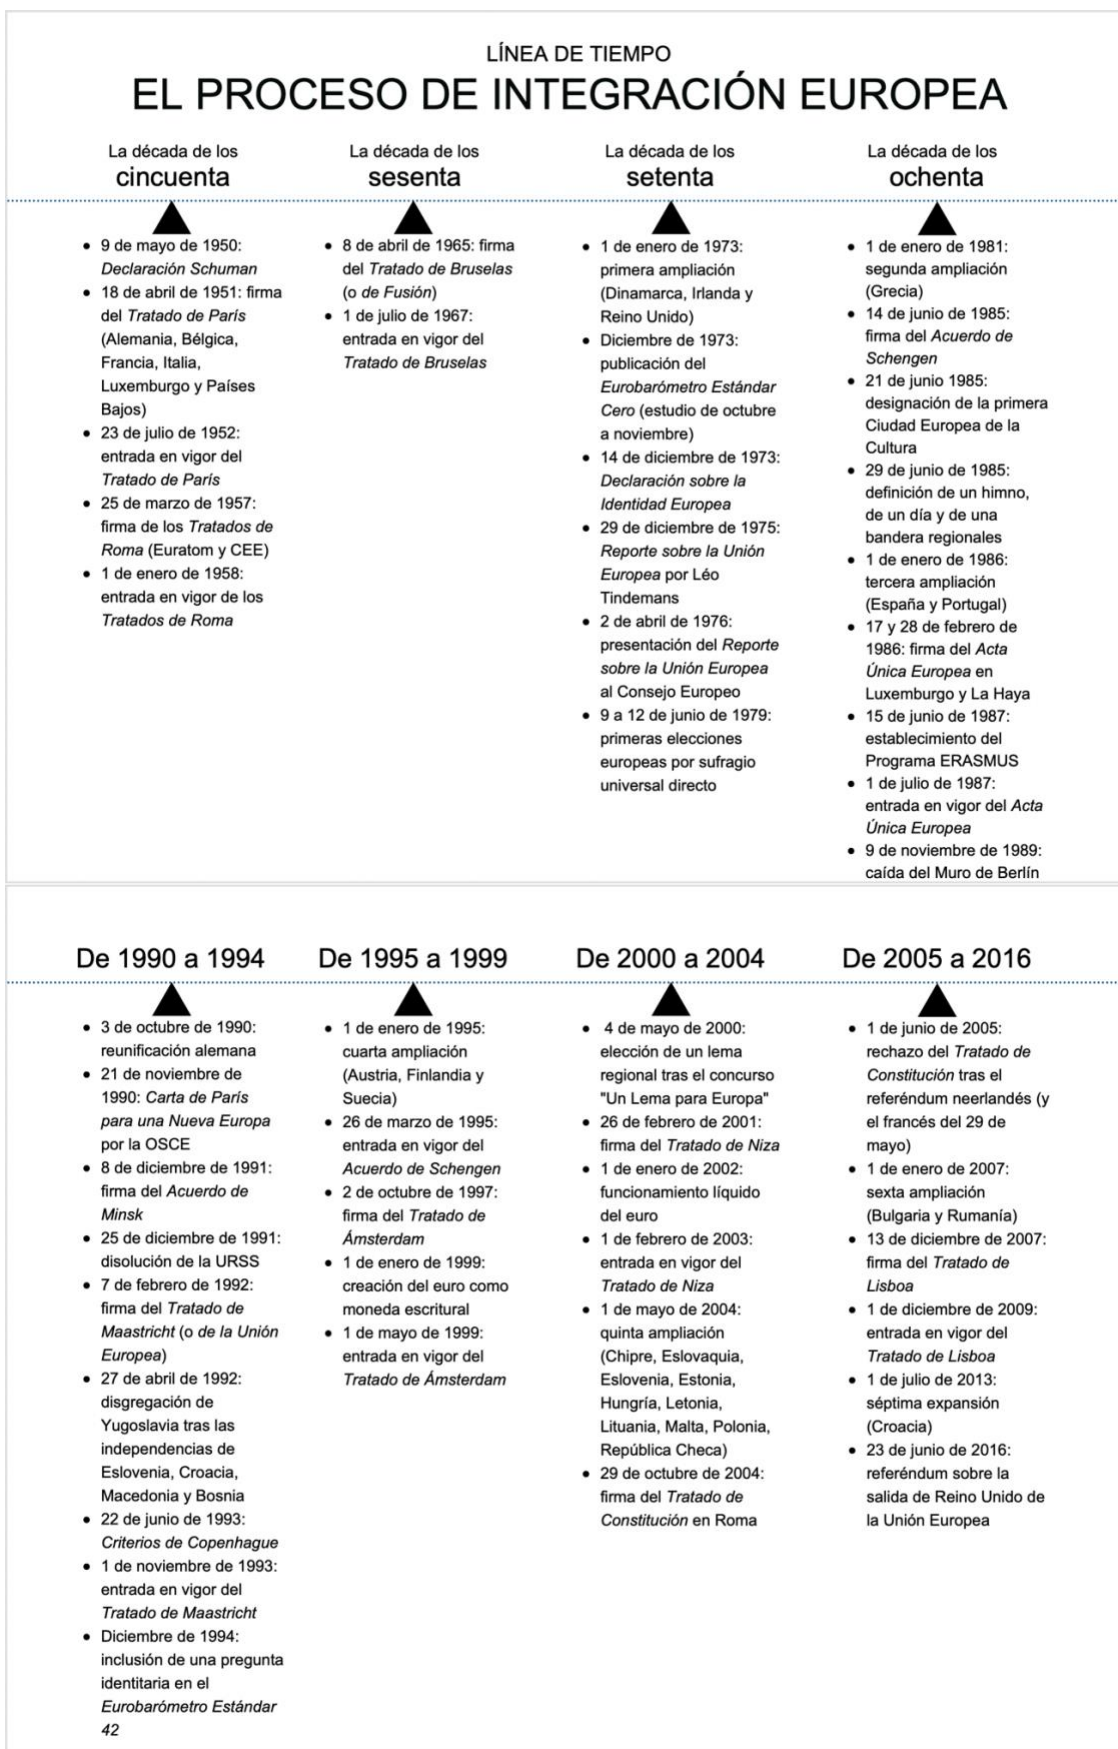 LÍNEA DE TIEMPO
EL PROCESO DE INTEGRACIÓN EUROPEA
La década de los
cincuenta
• 9 de mayo de 1950:
Declaración Schuman
• 18 de abril de 1951: firma
del Tratado de París
(Alemania, Bélgica,
Francia, Italia,
Luxemburgo y Países
Bajos)
• 23 de julio de 1952:
entrada en vigor del
Tratado de París
• 25 de marzo de 1957:
firma de los Tratados de
Roma (Euratom y CEE)
• 1 de enero de 1958:
entrada en vigor de los
Tratados de Roma
La década de los
sesenta
• 8 de abril de 1965: firma
del Tratado de Bruselas
(o de Fusión)
• 1 de julio de 1967:
entrada en vigor del
Tratado de Bruselas
La década de los
setenta
• 1 de enero de 1973:
primera ampliación
(Dinamarca, Irlanda y
Reino Unido)
• Diciembre de 1973:
publicación del
Eurobarómetro Estándar
Cero (estudio de octubre
a noviembre)
• 14 de diciembre de 1973:
Declaración sobre la
Identidad Europea
• 29 de diciembre de 1975:
Reporte sobre la Unión
Europea por Léo
Tindemans
• 2 de abril de 1976:
presentación del Reporte
sobre la Unión Europea
al Consejo Europeo
• 9 a 12 de junio de 1979:
primeras elecciones
europeas por sufragio
universal directo
La década de los
ochenta
• 1 de enero de 1981:
segunda ampliación
(Grecia)
• 14 de junio de 1985:
firma del Acuerdo de
Schengen
• 21 de junio 1985:
designación de la primera
Ciudad Europea de la
Cultura
• 29 de junio de 1985:
definición de un himno,
de un día y de una
bandera regionales
• 1 de enero de 1986:
tercera ampliación
(España y Portugal)
• 17 y 28 de febrero de
1986: firma del Acta
Única Europea en
Luxemburgo y La Haya
• 15 de junio de 1987:
establecimiento del
Programa ERASMUS
• 1 de julio de 1987:
entrada en vigor del Acta
Única Europea
• 9 de noviembre de 1989:
caída del Muro de Berlín
De 1990 a 1994
• 3 de octubre de 1990:
reunificación alemana
• 21 de noviembre de
1990: Carta de París
para una Nueva Europa
por la OSCE
• 8 de diciembre de 1991:
firma del Acuerdo de
Minsk
• 25 de diciembre de 1991:
disolución de la URSS
• 7 de febrero de 1992:
firma del Tratado de
Maastricht (o de la Unión
Europea)
• 27 de abril de 1992:
disgregación de
Yugoslavia tras las
independencias de
Eslovenia, Croacia,
Macedonia y Bosnia
• 22 de junio de 1993:
Criterios de Copenhague
• 1 de noviembre de 1993:
entrada en vigor del
Tratado de Maastricht
• Diciembre de 1994:
inclusión de una pregunta
identitaria en el
Eurobarómetro Estándar
42
De 1995 a 1999
• 1 de enero de 1995:
cuarta ampliación
(Austria, Finlandia y
Suecia)
• 26 de marzo de 1995:
entrada en vigor del
Acuerdo de Schengen
• 2 de octubre de 1997:
firma del Tratado de
Ámsterdam
• 1 de enero de 1999:
creación del euro como
moneda escritural
• 1 de mayo de 1999:
entrada en vigor del
Tratado de Ámsterdam
De 2000 a 2004
• 4 de mayo de 2000:
elección de un lema
regional tras el concurso
"Un Lema para Europa"
• 26 de febrero de 2001:
firma del Tratado de Niza
• 1 de enero de 2002:
funcionamiento líquido
del euro
• 1 de febrero de 2003:
entrada en vigor del
Tratado de Niza
• 1 de mayo de 2004:
quinta ampliación
(Chipre, Eslovaquia,
Eslovenia, Estonia,
Hungría, Letonia,
Lituania, Malta, Polonia,
República Checa)
• 29 de octubre de 2004:
firma del Tratado de
Constitución en Roma
De 2005 a 2016
• 1 de junio de 2005:
rechazo del Tratado de
Constitución tras el
referéndum neerlandés (y
el francés del 29 de
mayo)
• 1 de enero de 2007:
sexta ampliación
(Bulgaria y Rumanía)
• 13 de diciembre de 2007:
firma del Tratado de
Lisboa
• 1 de diciembre de 2009:
entrada en vigor del
Tratado de Lisboa
• 1 de julio de 2013:
séptima expansión
(Croacia)
• 23 de junio de 2016:
referéndum sobre la
salida de Reino Unido de
la Unión Europea